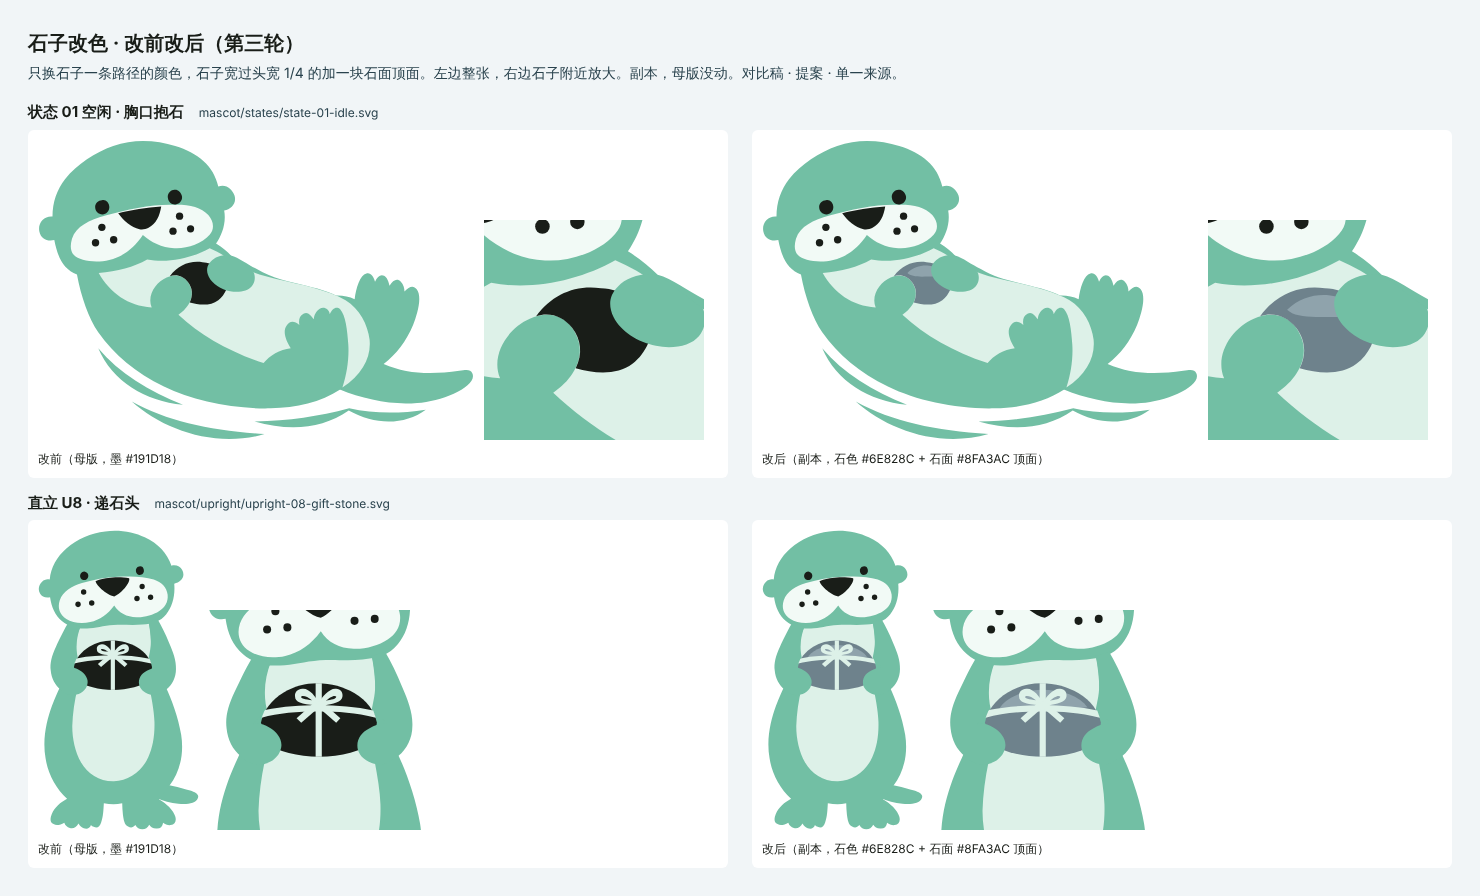 石子改色 · 改前改后（第三轮）
只换石子一条路径的颜色，石子宽过头宽 1/4 的加一块石面顶面。左边整张，右边石子附近放大。副本，母版没动。对比稿 · 提案 · 单一来源。
状态 01 空闲 · 胸口抱石 mascot/states/state-01-idle.svg
改前（母版，墨 #191D18）
改后（副本，石色 #6E828C + 石面 #8FA3AC 顶面）
直立 U8 · 递石头 mascot/upright/upright-08-gift-stone.svg
改前（母版，墨 #191D18）
改后（副本，石色 #6E828C + 石面 #8FA3AC 顶面）